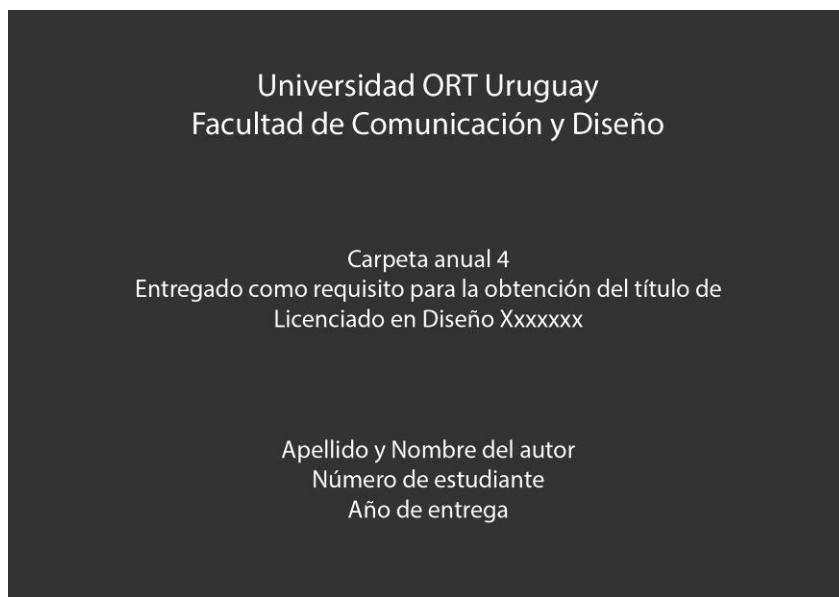 Universidad ORT Uruguay
Facultad de Comunicación y Diseño
Carpeta anual 4
Entregado como requisito para la obtención del título de
Licenciado en Diseño Xxxxxxx
Apellido y Nombre del autor
Número de estudiante
Año de entrega